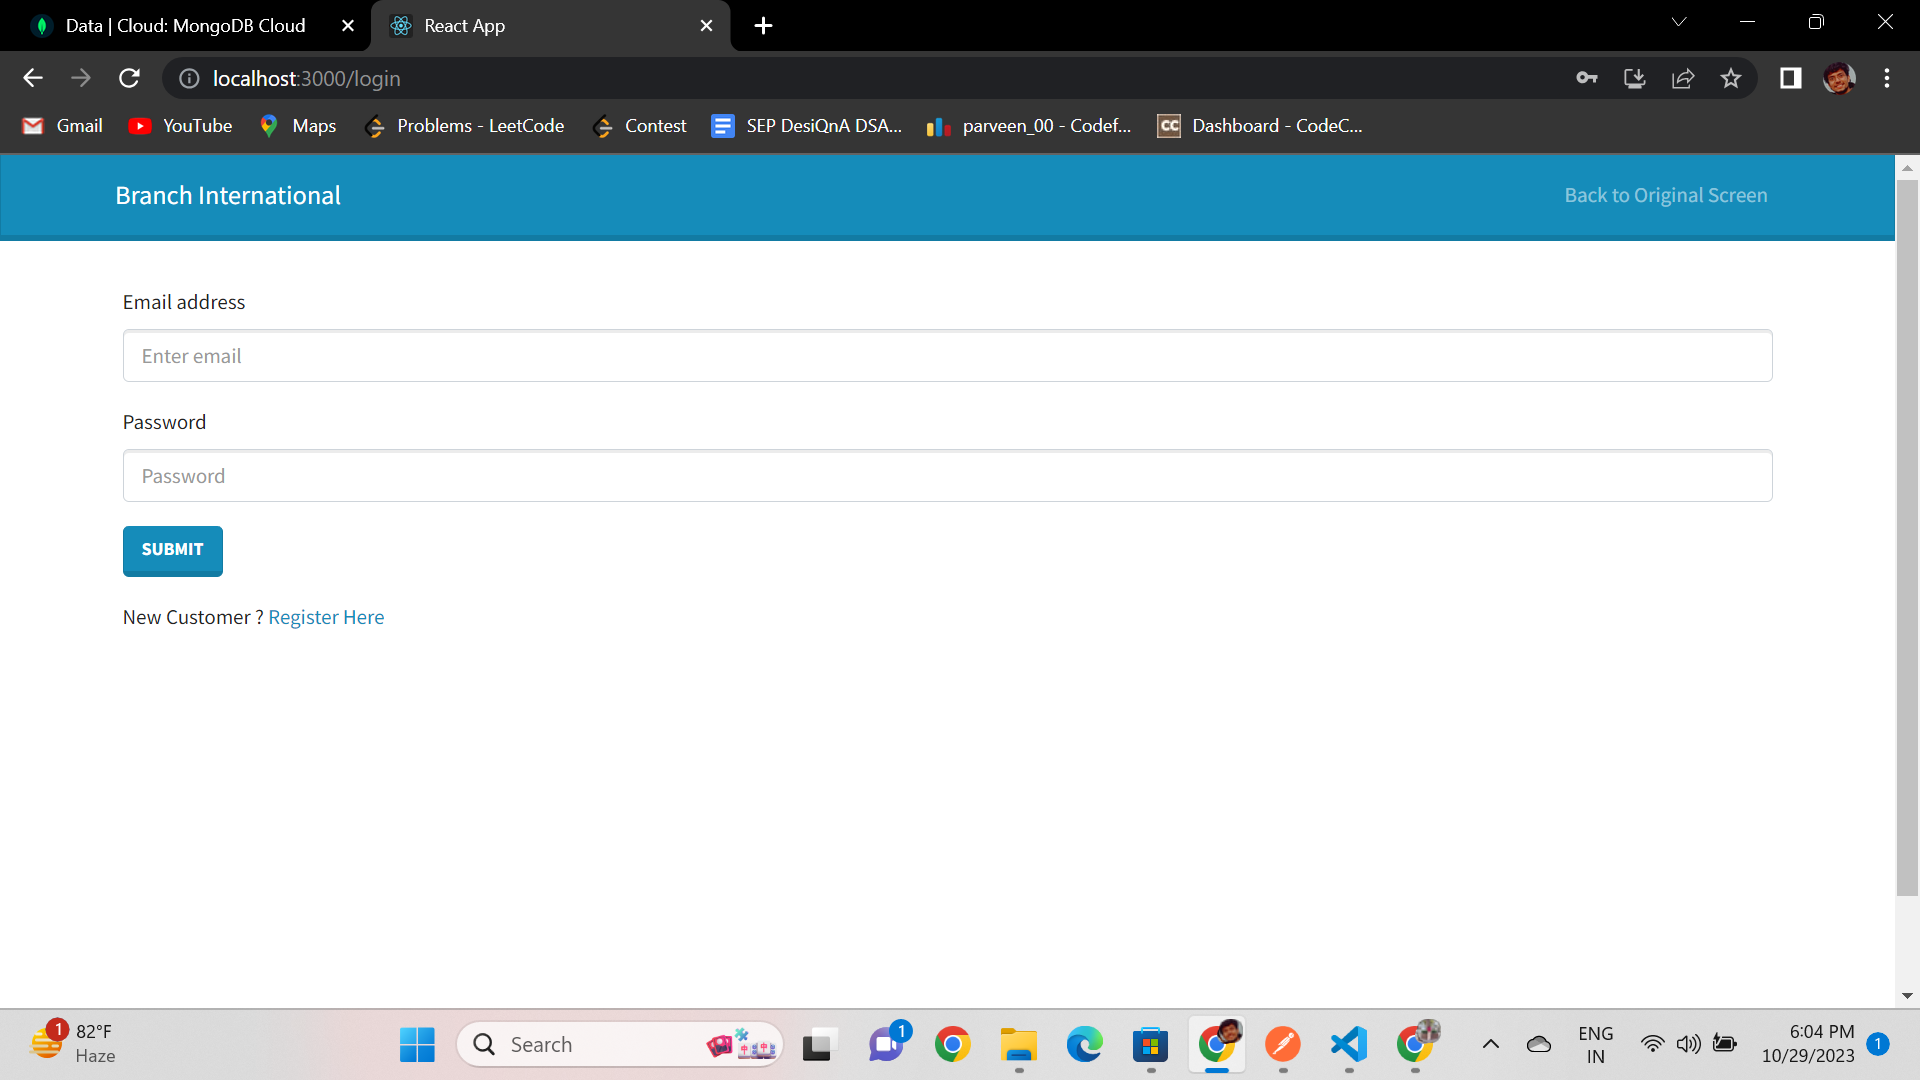 Data | Cloud: MongoDB Cloud
React App
localhost:3000/login
Gmail
YouTube
Maps
Problems - LeetCode
Contest
SEP DesiQnA DSA...
parveen_00 - Codef...
CC
Dashboard - CodeC...
Branch International
Back to Original Screen
Email address
Enter email
Password
Password
SUBMIT
New Customer ? Register Here
1
82°F
Haze
Search
1
ENG
IN
6:04 PM
10/29/2023
1